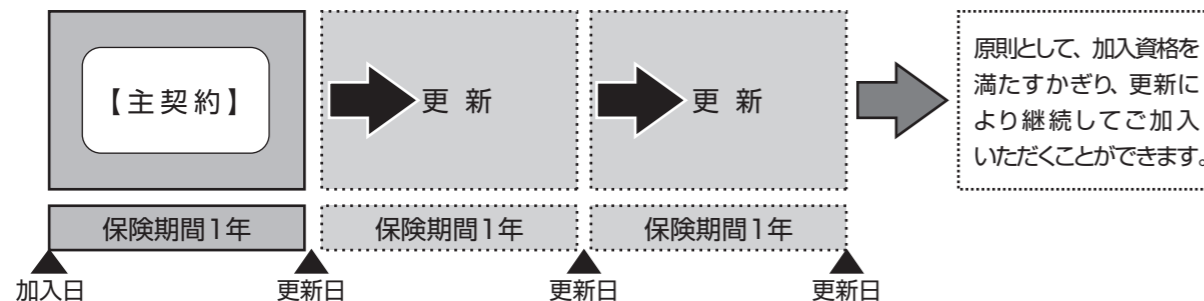 【主契約】
更 新
更 新
原則として、加入資格を
満たすかぎり、更新に
より継続してご加入
いただくことができます。
保険期間1年
保険期間1年
保険期間1年
加入日
更新日
更新日
更新日